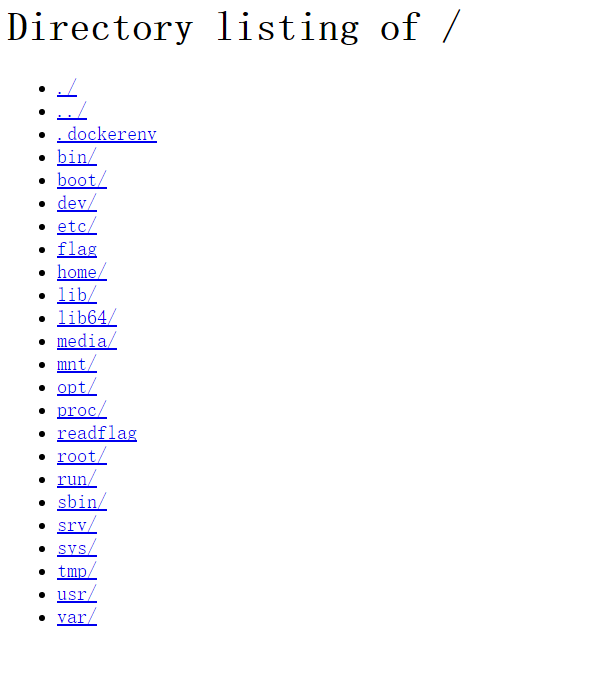 Directory listing of /
./
../
.dockerenv
bin/
boot/
dev/
etc/
flag
home/
lib/
lib64/
media/
mnt/
opt/
proc/
readflag
root/
run/
sbin/
srv/
sys/
tmp/
usr/
var/